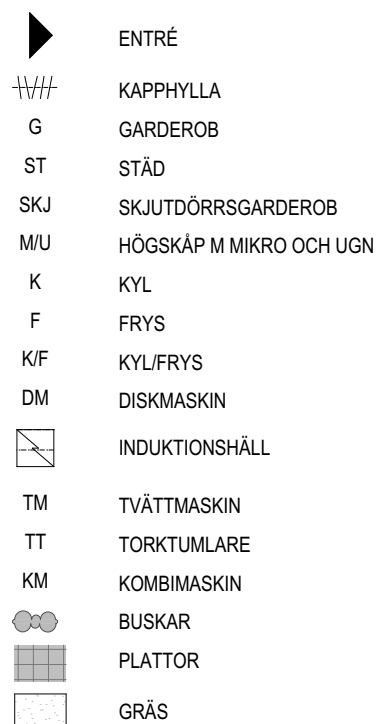 ENTRÉ
KAPPHYLLA
G GARDEROB
ST STÄD
SKJ SKJUTDÖRRSGARDEROB
M/U HÖGSKÅP M MIKRO OCH UGN
K KYL
F FRYS
K/F KYL/FRYS
DM DISKMASKIN
INDUKTIONSHÄLL
TM TVÄTTMASKIN
TT TORKTUMLARE
KM KOMBIMASKIN
BUSKAR
PLATTOR
GRÄS